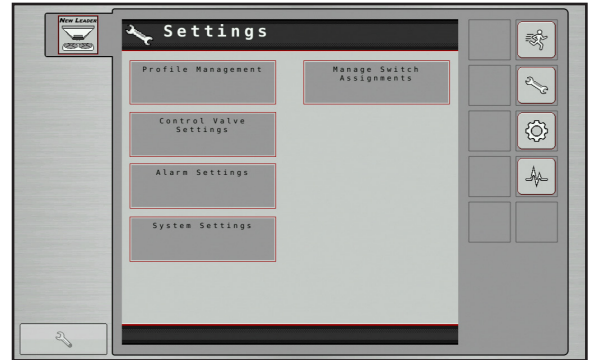 New Leader
Settings
Profile Management
Manage Switch
Assignments
Control Valve
Settings
Alarm Settings
System Settings